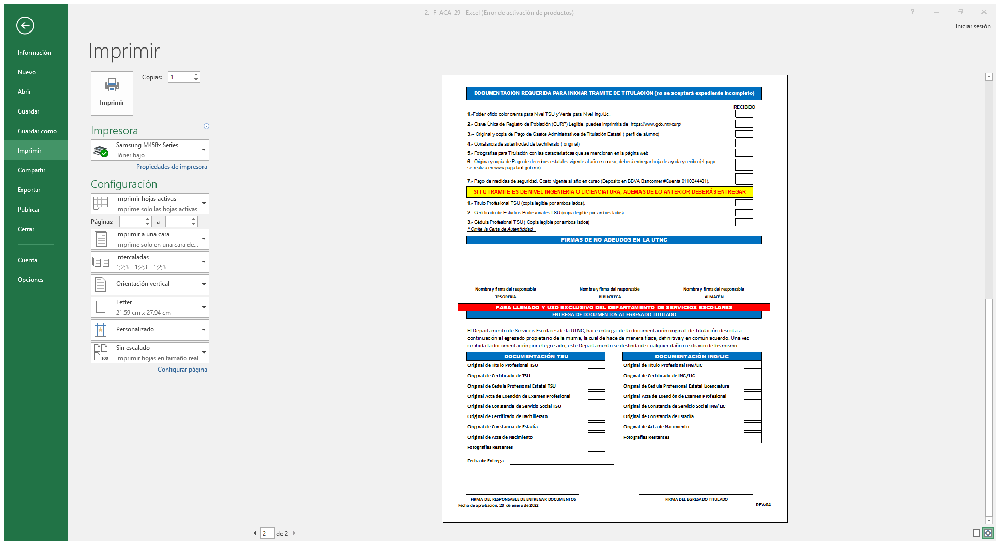 2.- F-ACA-29 - Excel (Error de activación de productos)
?
Iniciar sesión
Información
Nuevo
Abrir
Guardar
Guardar como
Imprimir
Compartir
Exportar
Publicar
Cerrar
Cuenta
Opciones
Imprimir
Imprimir
Copias: 1
Impresora
Samsung M458x Series
Tóner bajo
Propiedades de impresora
Configuración
Imprimir hojas activas
Imprime solo las hojas activas
Páginas: a
Imprimir a una cara
Imprime solo en una cara de...
Intercaladas
1;2;3 1;2;3 1;2;3
Orientación vertical
Letter
21.59 cm x 27.94 cm
Personalizado
Sin escalado
100
Imprimir hojas en tamaño real
Configurar página
DOCUMENTACIÓN REQUERIDA PARA INICIAR TRAMITE DE TITULACIÓN (no se aceptará expediente incompleto)
RECIBIDO
1.-Folder oficio color crema para Nivel TSU y Verde para Nivel Ing./Lic.
2.- Clave Única de Registro de Población (CURP) Legible, puedes imprimirla de https://www.gob.mx/curp/
3.-- Original y copia de Pago de Gastos Administrativos de Titulación Estatal ( perfil de alumno)
4.- Constancia de autenticidad de bachillerato ( original)
5.- Fotografías para Titulación con las características que se mencionan en la página web
6.- Origina y copia de Pago de derechos estatales vigente al año en curso, deberá entregar hoja de ayuda y recibo (el pago
se realiza en www.pagafacil.gob.mx).
7.- Pago de medidas de seguridad. Costo vigente al año en curso (Deposito en BBVA Bancomer #Cuenta 0110244481).
SI TU TRAMITE ES DE NIVEL INGENIERIA O LICIENCIATURA, ADEMAS DE LO ANTERIOR DEBERÁS ENTREGAR
1.- Título Profesional TSU (copia legible por ambos lados).
2.- Certificado de Estudios Profesionales TSU (copia legible por ambos lados).
3.- Cédula Profesional TSU ( Copia legible por ambos lados)
* Omite la Carta de Autenticidad
FIRMAS DE NO ADEUDOS EN LA UTNC
Nombre y firma del responsable Nombre y firma del responsable Nombre y firma del responsable
TESORERIA BIBLIOTECA ALMACÉN
PARA LLENADO Y USO EXCLUSIVO DEL DEPARTAMENTO DE SERVICIOS ESCOLARES
ENTREGA DE DOCUMENTOS AL EGRESADO TITULADO
El Departamento de Servicios Escolares de la UTNC, hace entrega de la documentación original de Titulación descrita a
continuación al egresado propietario de la misma, la cual de hace de manera física, definitiva y en común acuerdo. Una vez
recibida la documentación por el egresado, este Departamento se deslinda de cualquier daño o extravio de los mismo
DOCUMENTACIÓN TSU
Original de Título Profesional TSU
Original de Certificado de TSU
Original de Cedula Profesional Estatal TSU
Original Acta de Exención de Examen Profesional
Original de Constancia de Servicio Social TSU
Original de Certificado de Bachillerato
Original de Constancia de Estadía
Original de Acta de Nacimiento
Fotografías Restantes
DOCUMENTACIÓN ING/LIC
Original de Título Profesional ING/LIC
Original de Certificado de ING/LIC
Original de Cedula Profesional Estatal Licenciatura
Original Acta de Exención de Examen Profesional
Original de Constancia de Servicio Social ING/LIC
Original de Constancia de Estadía
Original de Acta de Nacimiento
Fotografías Restantes
Fecha de Entrega:
FIRMA DEL RESPONSABLE DE ENTREGAR DOCUMENTOS FIRMA DEL EGRESADO TITULADO
Fecha de aprobación: 20 de enero de 2022 REV.04
2 de 2